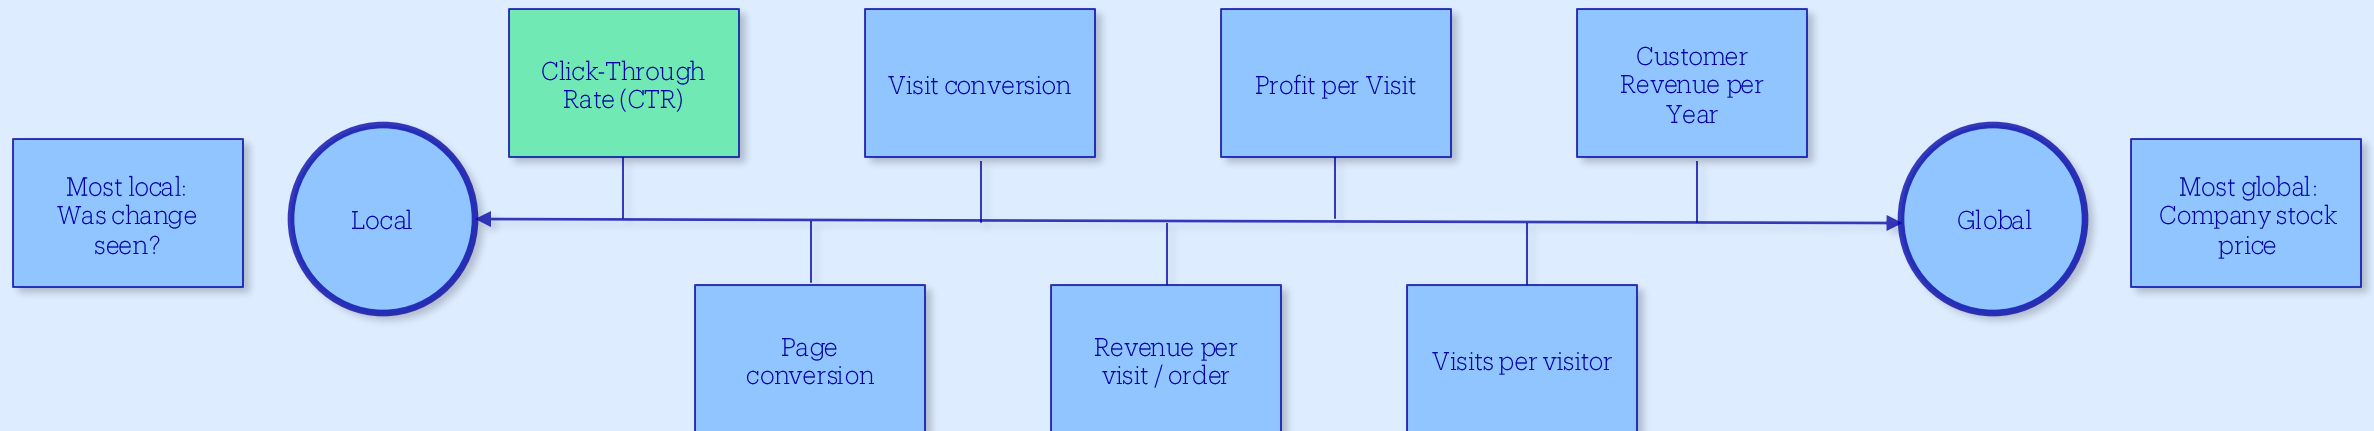 Click-Through
Rate (CTR)
Visit conversion
Profit per Visit
Customer
Revenue per
Year
Most local:
Was change
seen?
Local
Global
Most global:
Company stock
price
Page
conversion
Revenue per
visit / order
Visits per visitor